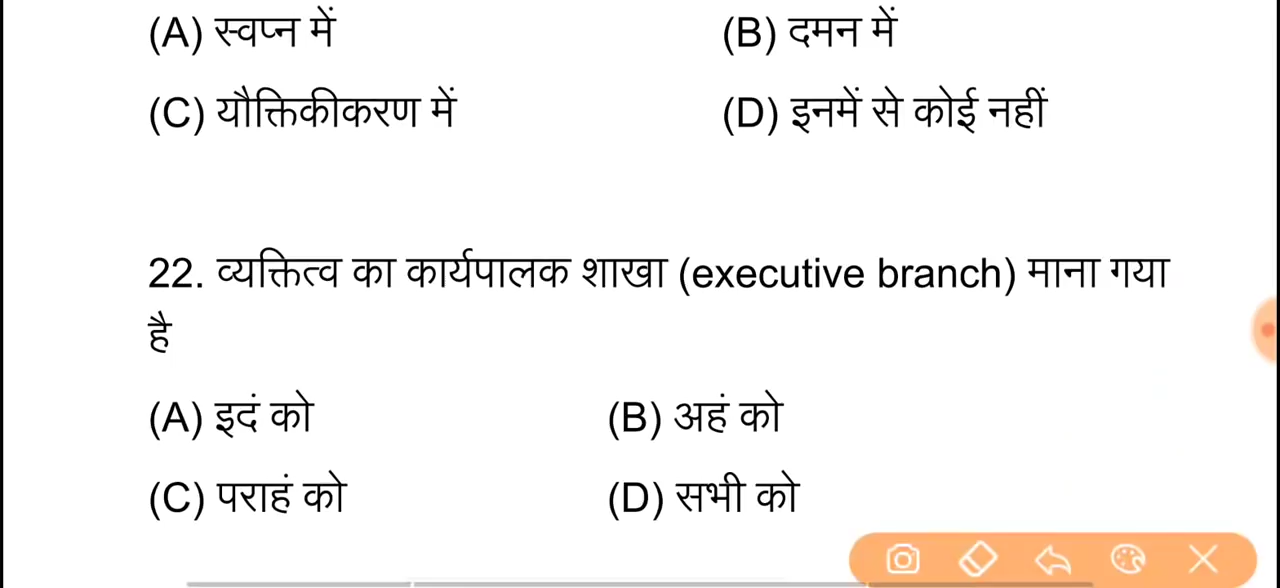 (A) स्वप्न में (B) दमन में
(C) यौक्तिकीकरण में (D) इनमें से कोई नहीं
22. व्यक्तित्व का कार्यपालक शाखा (executive branch) माना गया
है
(A) इदं को (B) अहं को
(C) पराहं को (D) सभी को